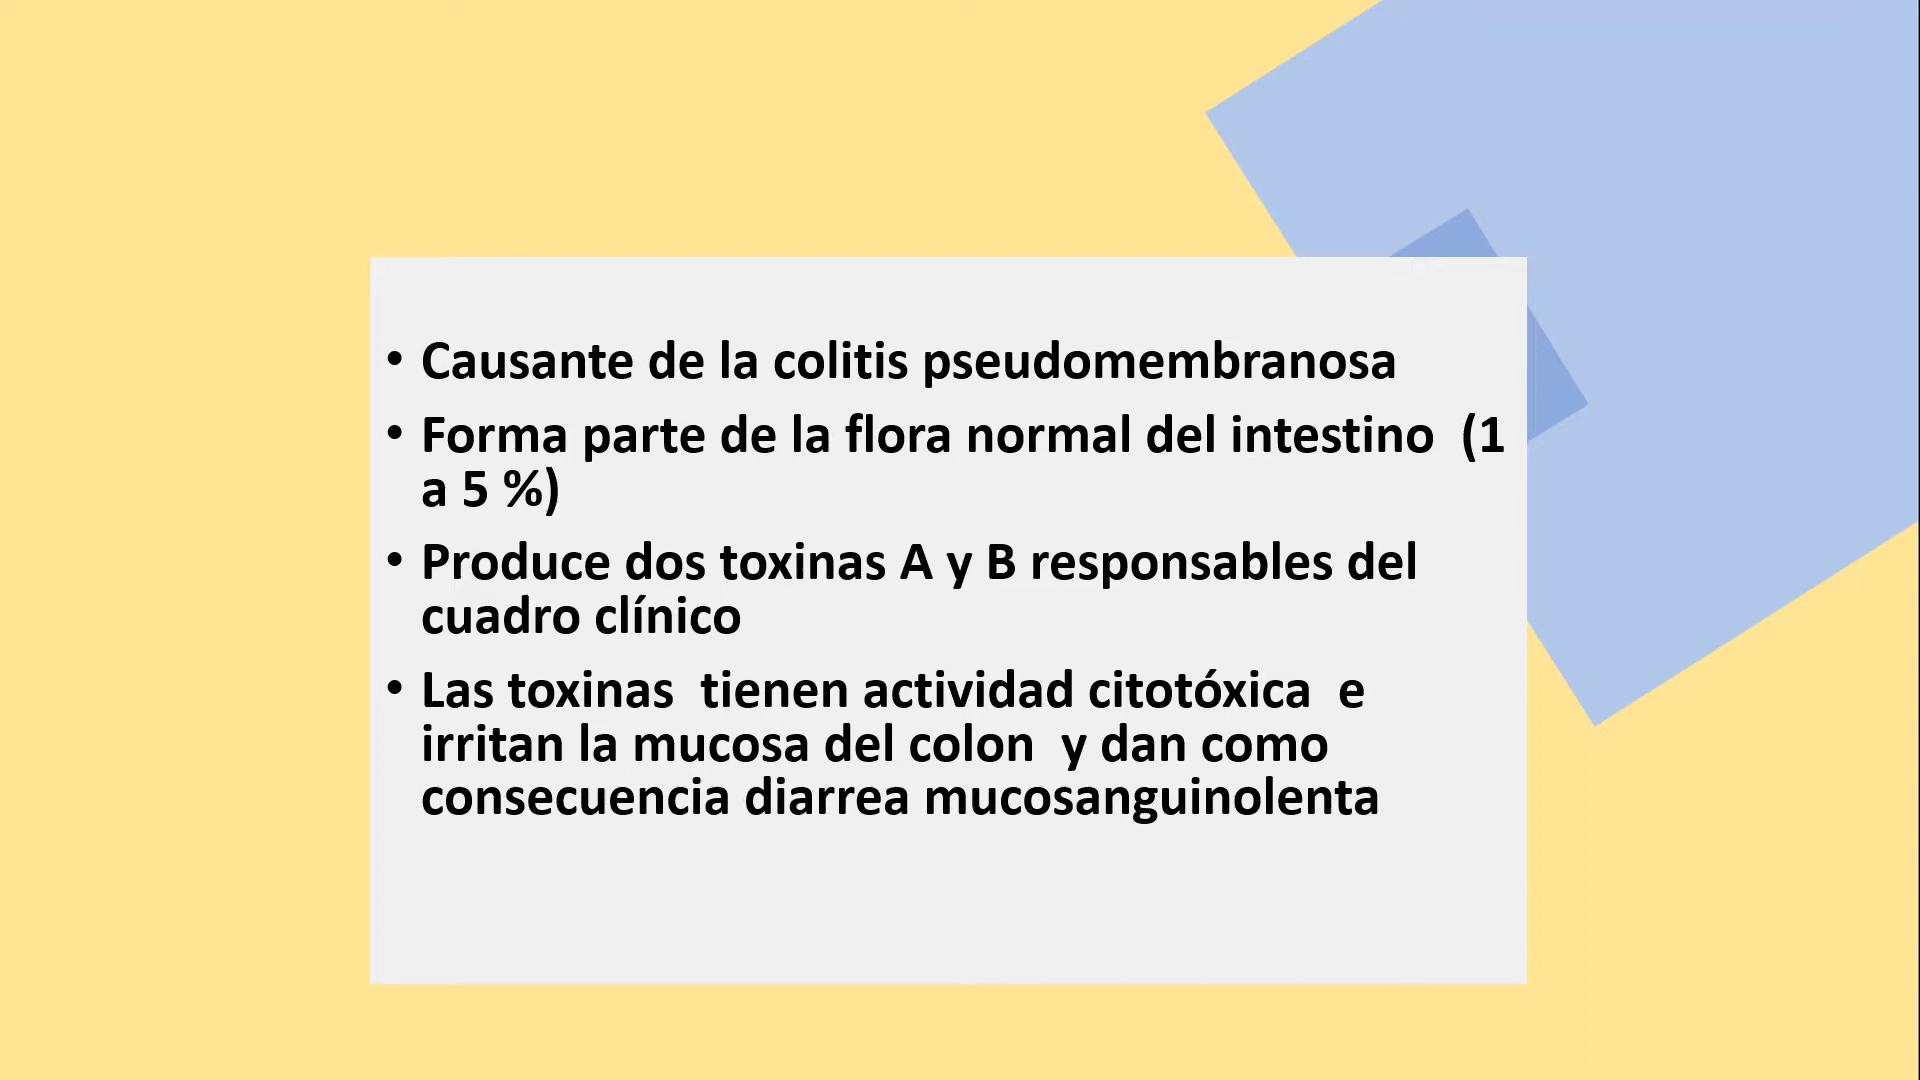 • Causante de la colitis pseudomembranosa
• Forma parte de la flora normal del intestino  (1
a 5 %)
• Produce dos toxinas A y B responsables del
cuadro clínico
• Las toxinas  tienen actividad citotóxica  e
irritan la mucosa del colon  y dan como
consecuencia diarrea mucosanguinolenta